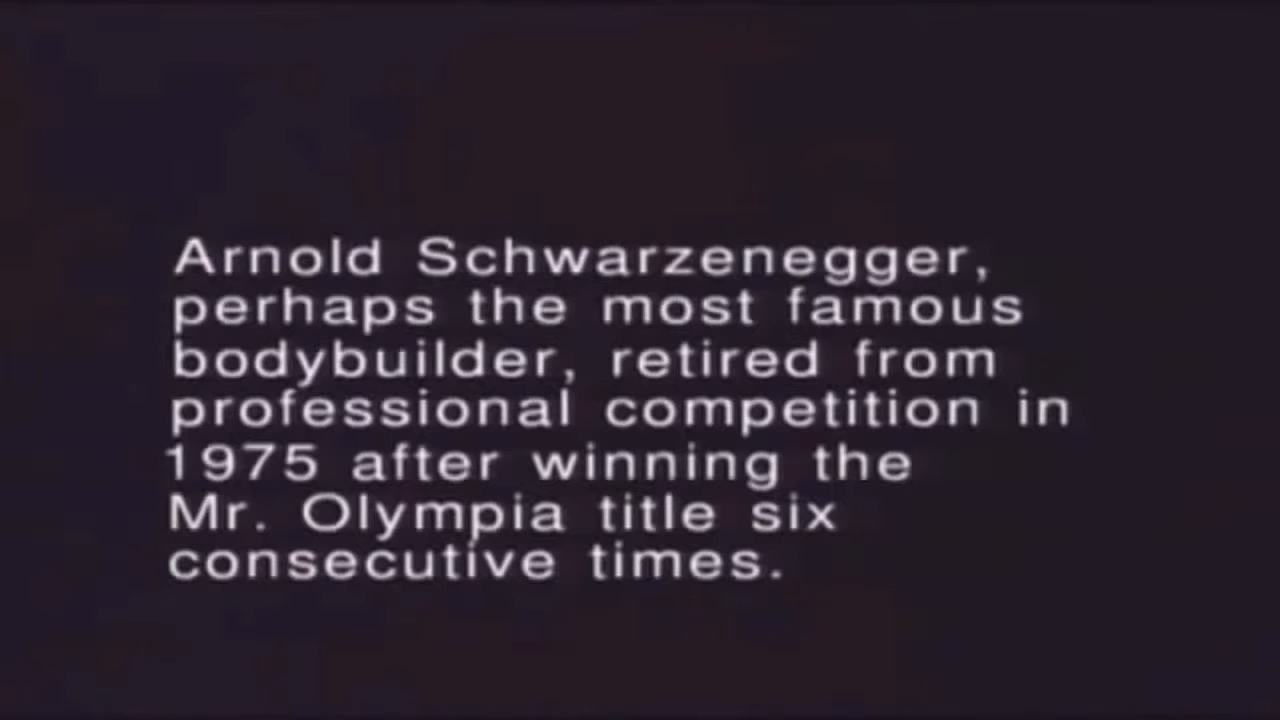 Arnold Schwarzenegger,
perhaps the most famous
bodybuilder, retired from
professional competition in
1975 after winning the
Mr. Olympia title six
consecutive times.